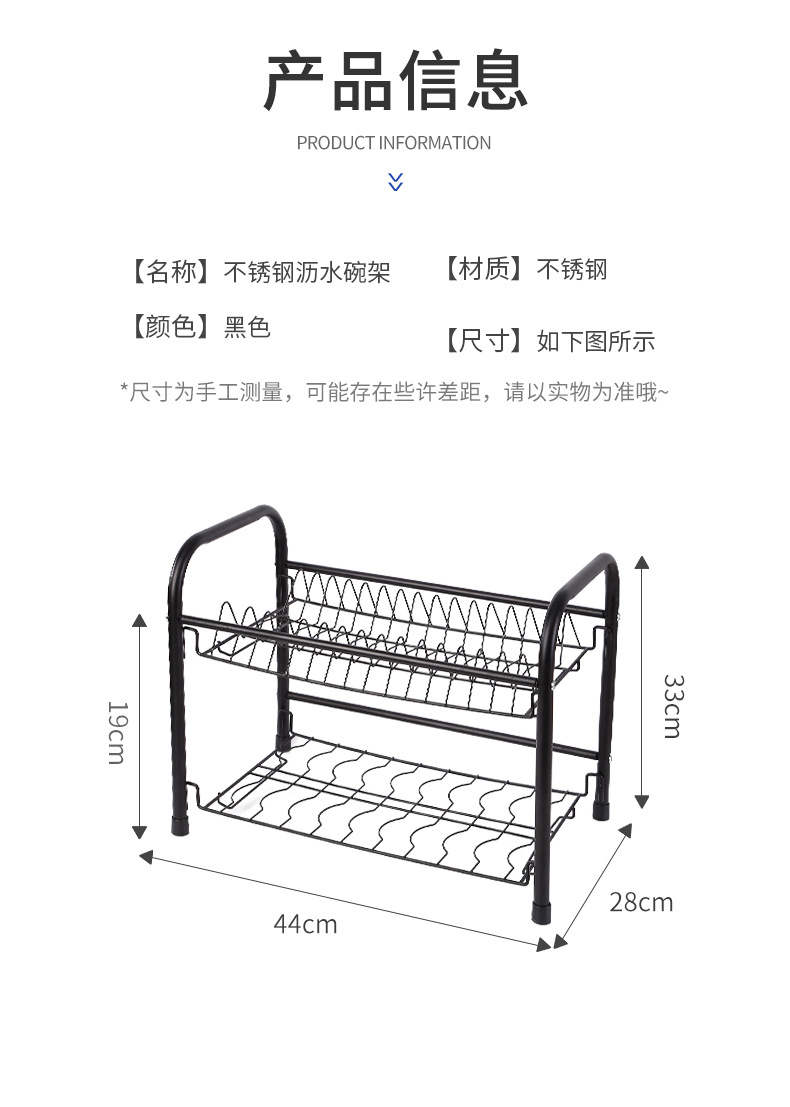 产品信息
PRODUCT INFORMATION
【名称】不锈钢沥水碗架
【材质】不锈钢
【颜色】黑色
【尺寸】如下图所示
*尺寸为手工测量，可能存在些许差距，请以实物为准哦~
19cm
33cm
28cm
44cm